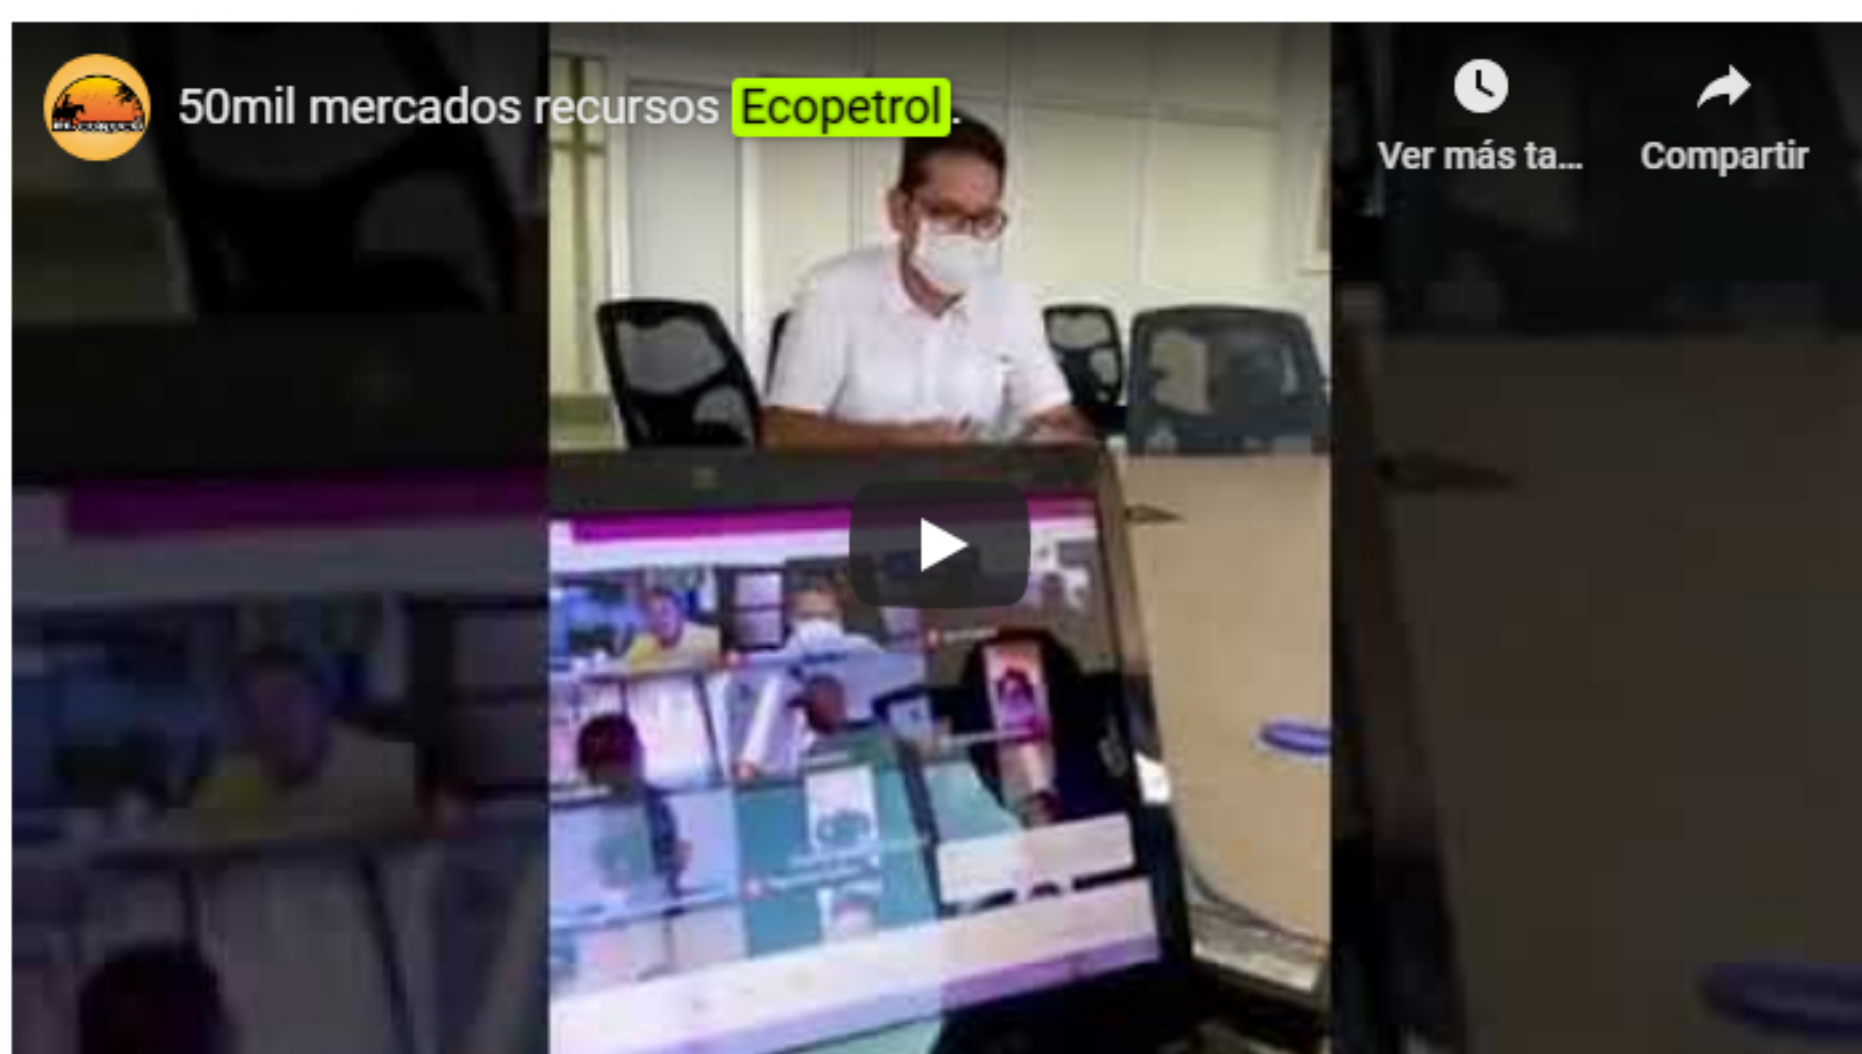 50mil mercados recursos Ecopetrol.
Ver más ta...
Compartir